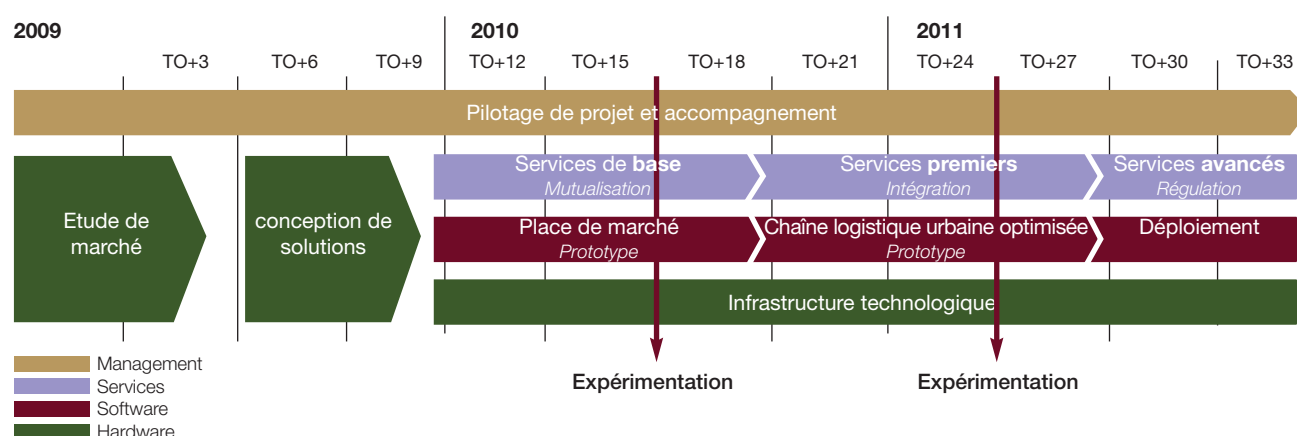 2009 2010 2011
TO+3 TO+6 TO+9 TO+12 TO+15 TO+18 TO+21 TO+24 TO+27 TO+30 TO+33
Pilotage de projet et accompagnement
Etude de
marché
conception de
solutions
Services de base
Mutualisation
Services premiers
Intégration
Services avancés
Régulation
Place de marché
Prototype
Chaîne logistique urbaine optimisée
Prototype
Déploiement
Infrastructure technologique
Expérimentation Expérimentation
Management
Services
Software
Hardware